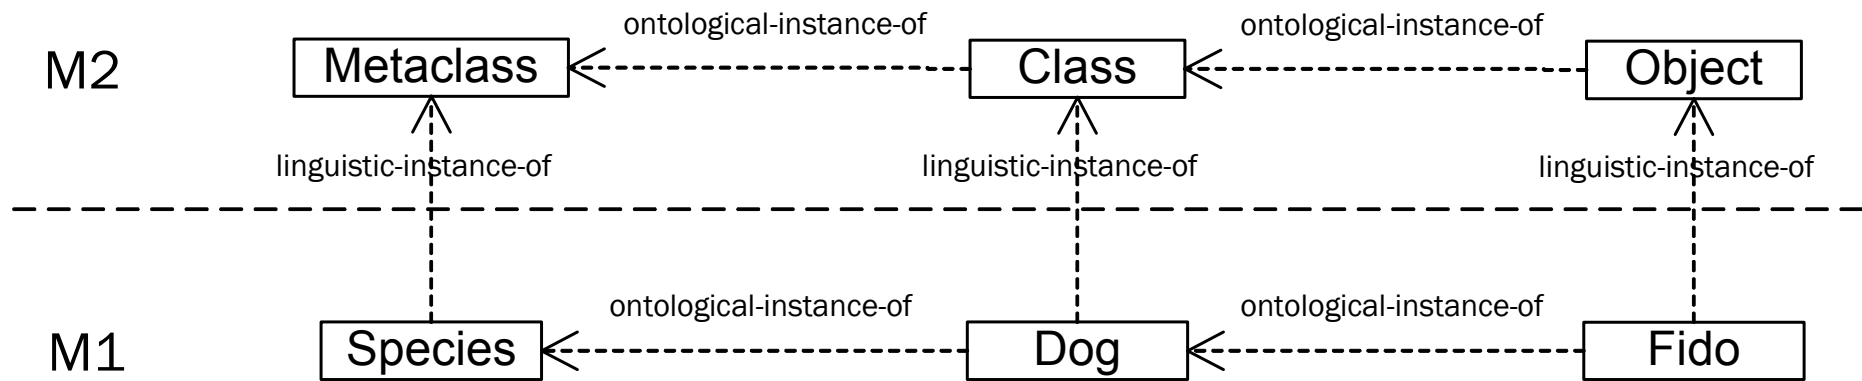 ontological-instance-of
ontological-instance-of
M2
Metaclass
Class
Object
linguistic-instance-of
linguistic-instance-of
linguistic-instance-of
ontological-instance-of
ontological-instance-of
M1
Species
Dog
Fido